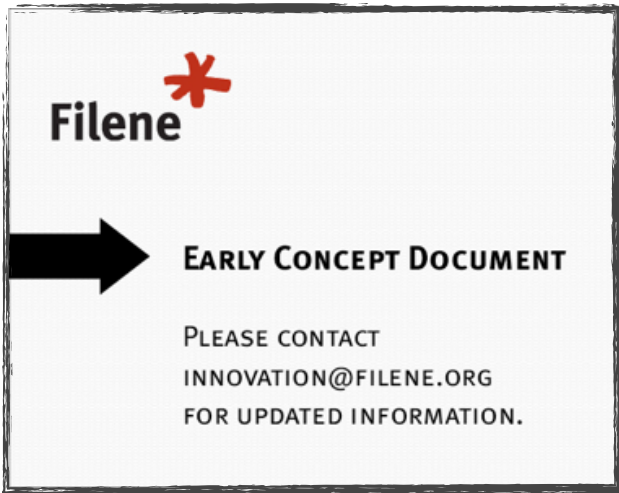 Filene
Early Concept Document
Please contact
innovation@filene.org
for updated information.